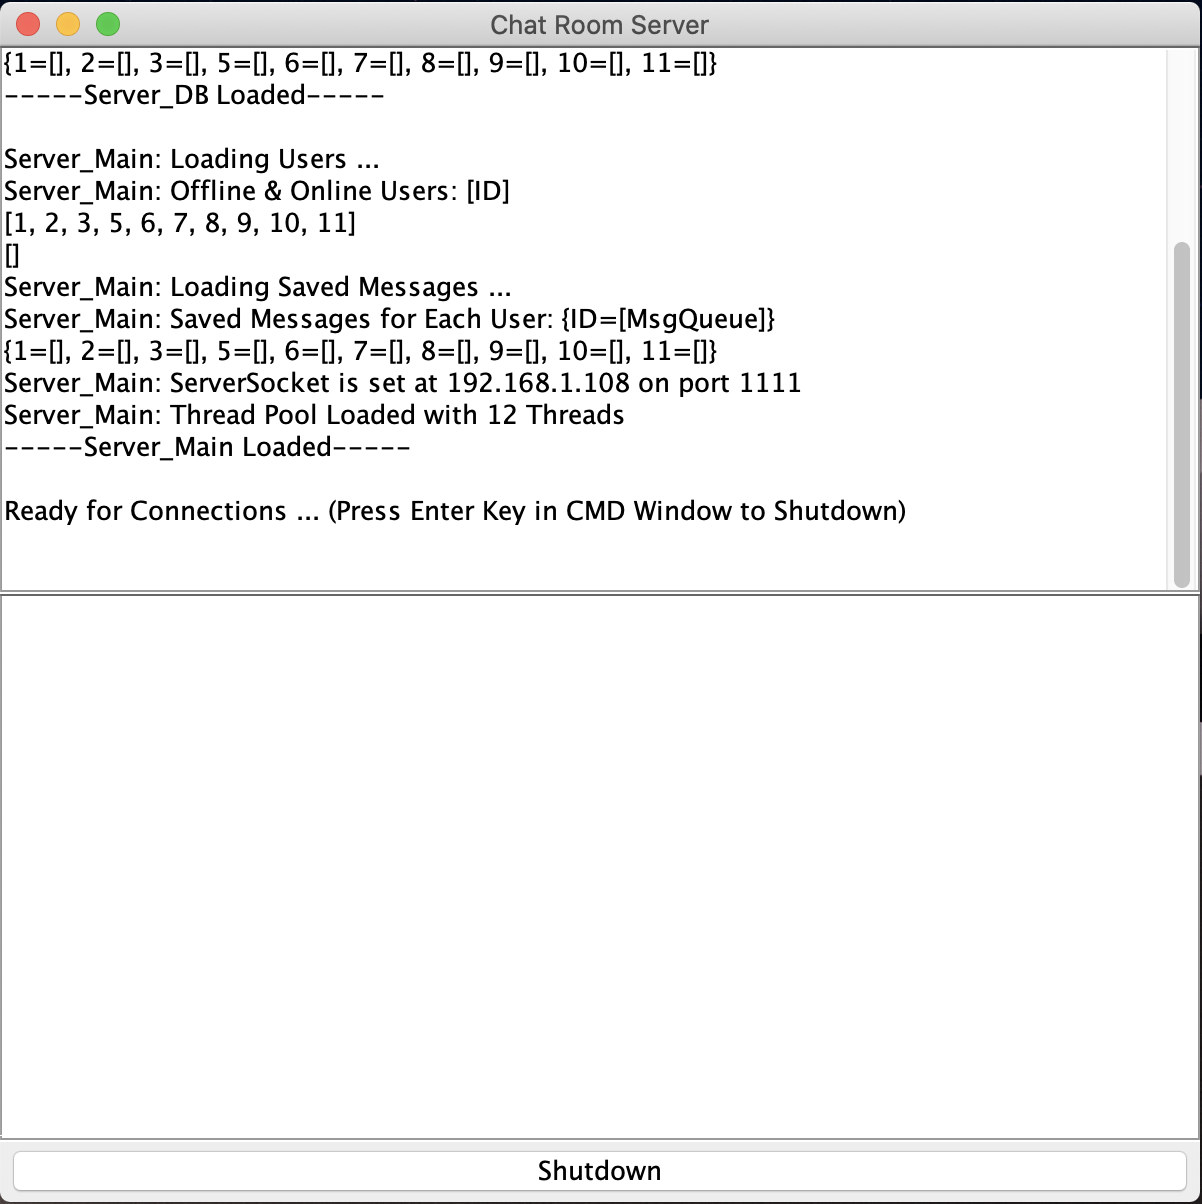 Chat Room Server
{1=[], 2=[], 3=[], 5=[], 6=[], 7=[], 8=[], 9=[], 10=[], 11=[]}
-----Server_DB Loaded-----
Server_Main: Loading Users ...
Server_Main: Offline & Online Users: [ID]
[1, 2, 3, 5, 6, 7, 8, 9, 10, 11]
[]
Server_Main: Loading Saved Messages ...
Server_Main: Saved Messages for Each User: {ID=[MsgQueue]}
{1=[], 2=[], 3=[], 5=[], 6=[], 7=[], 8=[], 9=[], 10=[], 11=[]}
Server_Main: ServerSocket is set at 192.168.1.108 on port 1111
Server_Main: Thread Pool Loaded with 12 Threads
-----Server_Main Loaded-----
Ready for Connections ... (Press Enter Key in CMD Window to Shutdown)
Shutdown